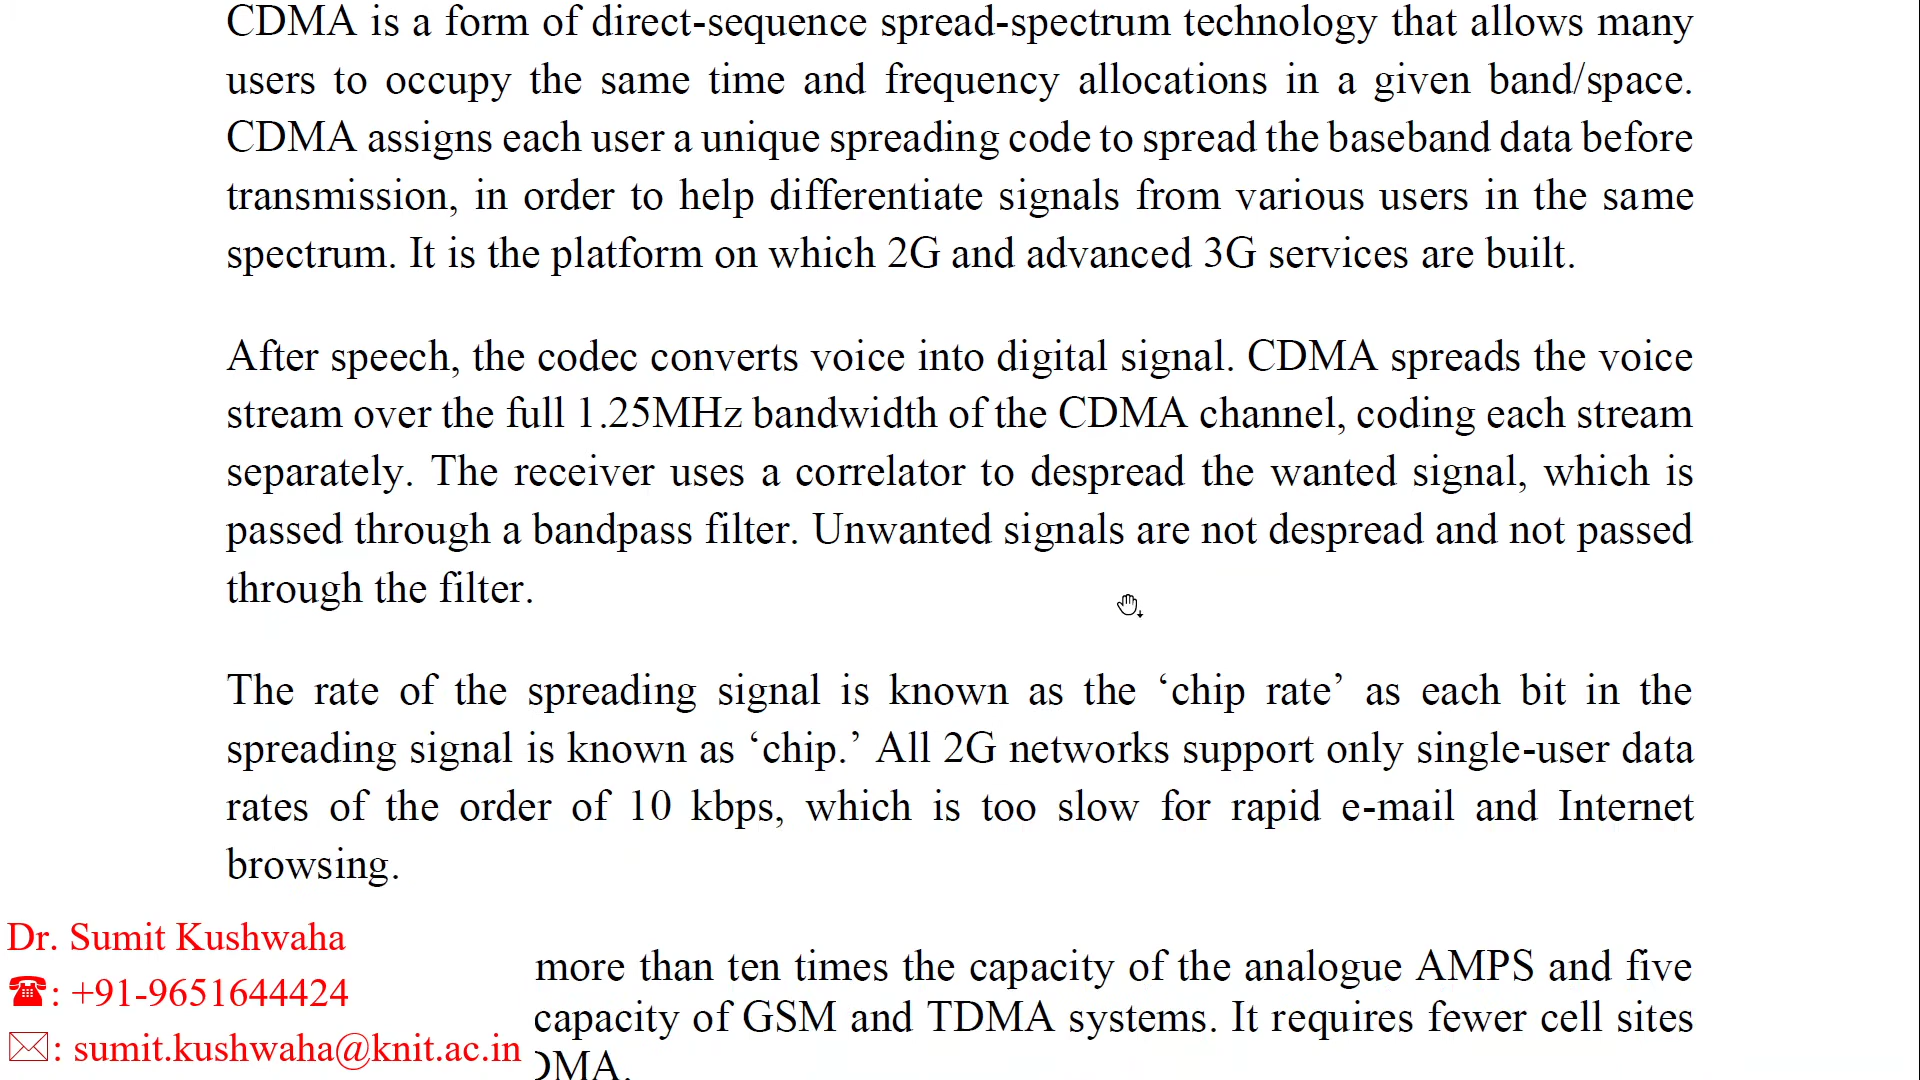 CDMA is a form of direct-sequence spread-spectrum technology that allows many
users to occupy the same time and frequency allocations in a given band/space.
CDMA assigns each user a unique spreading code to spread the baseband data before
transmission, in order to help differentiate signals from various users in the same
spectrum. It is the platform on which 2G and advanced 3G services are built.
After speech, the codec converts voice into digital signal. CDMA spreads the voice
stream over the full 1.25MHz bandwidth of the CDMA channel, coding each stream
separately. The receiver uses a correlator to despread the wanted signal, which is
passed through a bandpass filter. Unwanted signals are not despread and not passed
through the filter.
The rate of the spreading signal is known as the ‘chip rate’ as each bit in the
spreading signal is known as ‘chip.’ All 2G networks support only single-user data
rates of the order of 10 kbps, which is too slow for rapid e-mail and Internet
browsing.
more than ten times the capacity of the analogue AMPS and five
capacity of GSM and TDMA systems. It requires fewer cell sites
DMA.
Dr. Sumit Kushwaha
☎: +91-9651644424
✉: sumit.kushwaha@knit.ac.in